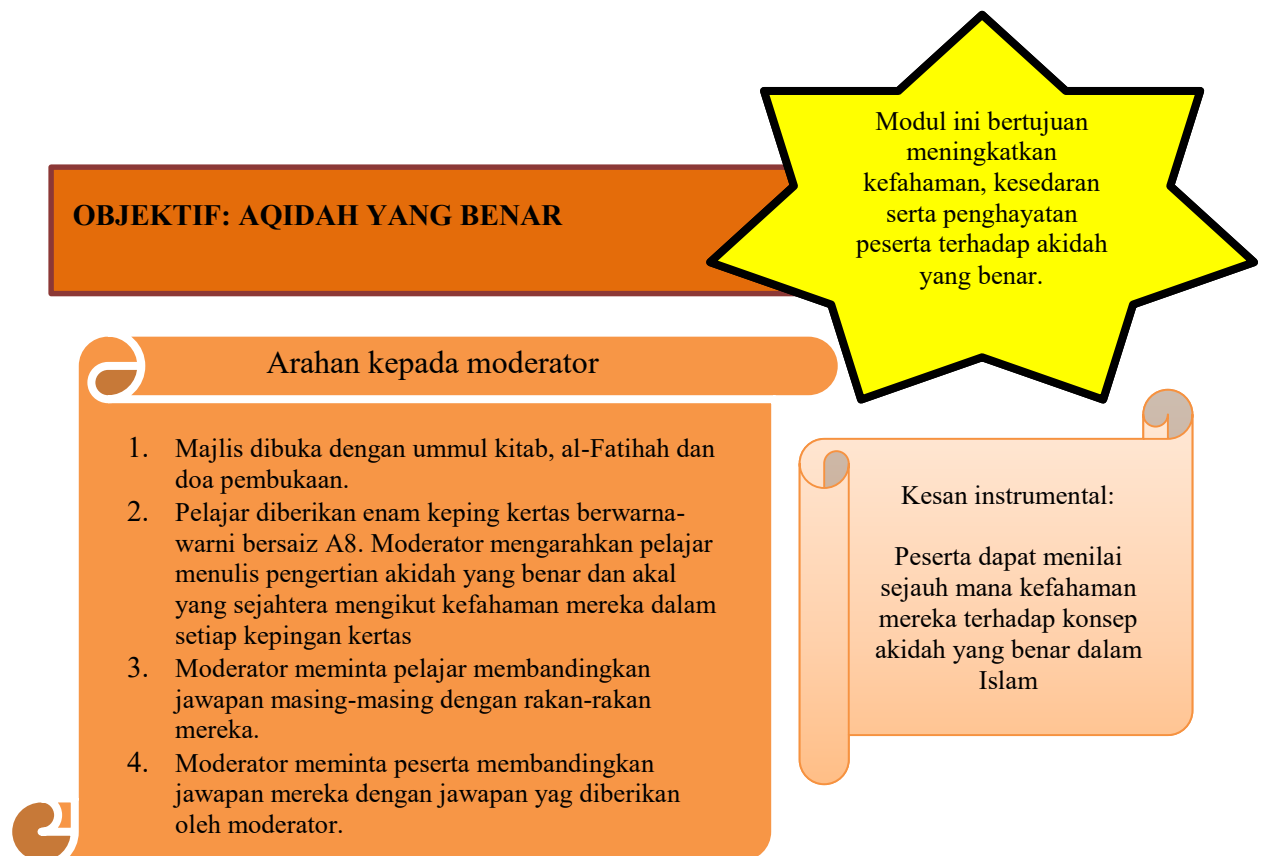 Modul ini bertujuan
meningkatkan
kefahaman, kesedaran
serta penghayatan
peserta terhadap akidah
yang benar.
OBJEKTIF: AQIDAH YANG BENAR
Arahan kepada moderator
1. Majlis dibuka dengan ummul kitab, al-Fatihah dan
doa pembukaan.
2. Pelajar diberikan enam keping kertas berwarna-
warni bersaiz A8. Moderator mengarahkan pelajar
menulis pengertian akidah yang benar dan akal
yang sejahtera mengikut kefahaman mereka dalam
setiap kepingan kertas
3. Moderator meminta pelajar membandingkan
jawapan masing-masing dengan rakan-rakan
mereka.
4. Moderator meminta peserta membandingkan
jawapan mereka dengan jawapan yag diberikan
oleh moderator.
Kesan instrumental:
Peserta dapat menilai
sejauh mana kefahaman
mereka terhadap konsep
akidah yang benar dalam
Islam